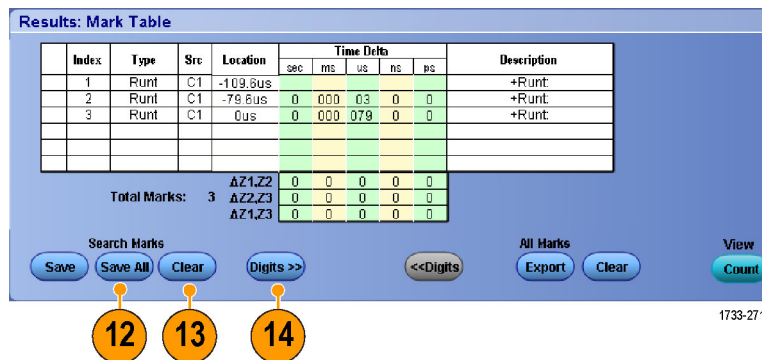 Results: Mark Table
Index Type Src Location Time Delta Description
sec ms us ns ps
1 Runt C1 -109.6us +Runt:
2 Runt C1 -79.6us 0 000 03 0 0 +Runt:
3 Runt C1 0us 0 000 079 0 0 +Runt:
ΔZ1,Z2 0 0 0 0 0
Total Marks: 3 ΔZ2,Z3 0 0 0 0 0
ΔZ1,Z3 0 0 0 0 0
Search Marks All Marks View
Save Save All Clear Digits >> <<Digits Export Clear Count
12 13 14
1733-271